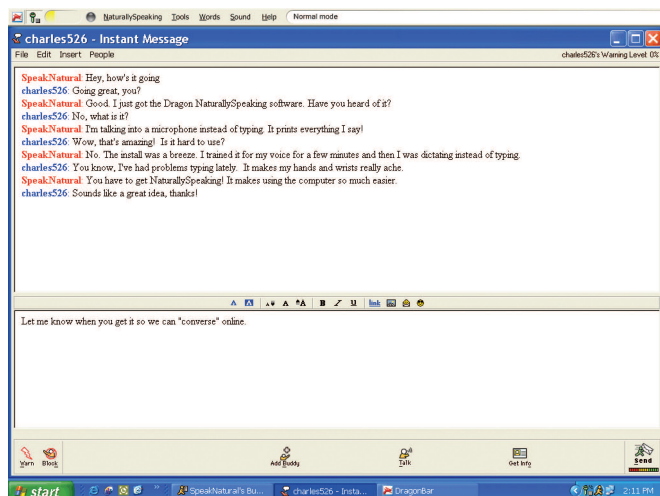 NaturallySpeaking Tools Words Sound Help Normal mode
charles526 - Instant Message
File Edit Insert People charles526's Warning Level: 0%
SpeakNatural: Hey, how's it going
charles526: Going great, you?
SpeakNatural: Good. I just got the Dragon NaturallySpeaking software. Have you heard of it?
charles526: No, what is it?
SpeakNatural: I'm talking into a microphone instead of typing. It prints everything I say!
charles526: Wow, that's amazing! Is it hard to use?
SpeakNatural: No. The install was a breeze. I trained it for my voice for a few minutes and then I was dictating instead of typing.
charles526: You know, I've had problems typing lately. It makes my hands and wrists really ache.
SpeakNatural: You have to get NaturallySpeaking! It makes using the computer so much easier.
charles526: Sounds like a great idea, thanks!
A A A A A B I U link
Let me know when you get it so we can "converse" online.
Warn Block Add Buddy Talk Get Info Send
start SpeakNatural's Bu... charles526 - Insta... DragonBar 2:11 PM